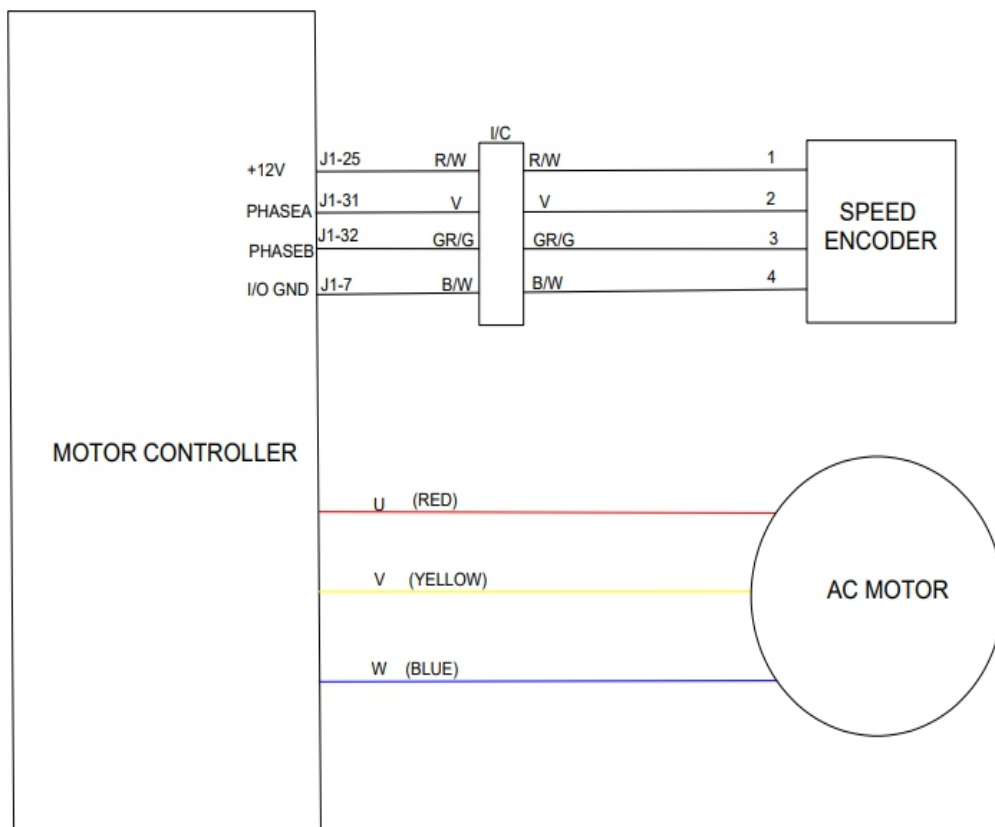 I/C
+12V J1-25 R/W R/W 1
PHASEA J1-31 V V 2
PHASEB J1-32 GR/G GR/G 3
I/O GND J1-7 B/W B/W 4
SPEED
ENCODER
MOTOR CONTROLLER
U (RED)
V (YELLOW)
W (BLUE)
AC MOTOR